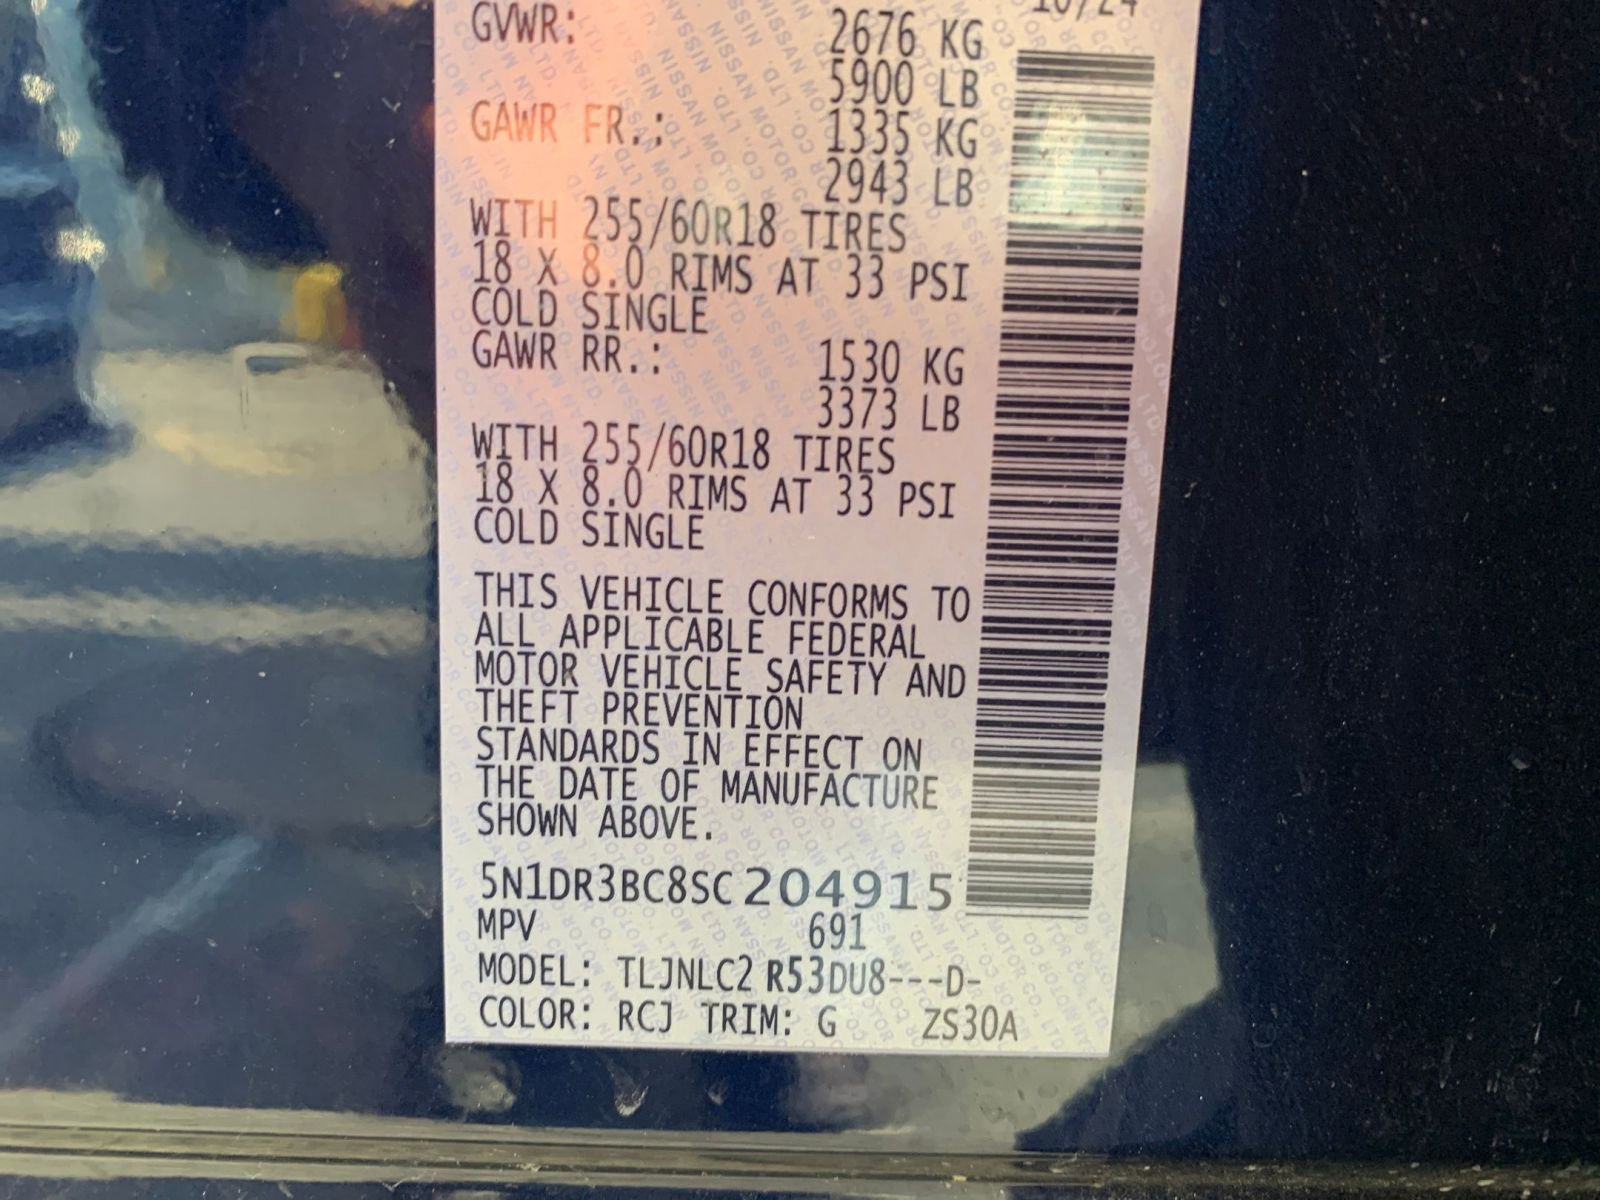 10/24
GVWR: 2676 KG
5900 LB
GAWR FR.: 1335 KG
2943 LB
WITH 255/60R18 TIRES
18 X 8.0 RIMS AT 33 PSI
COLD SINGLE
GAWR RR.: 1530 KG
3373 LB
WITH 255/60R18 TIRES
18 X 8.0 RIMS AT 33 PSI
COLD SINGLE
THIS VEHICLE CONFORMS TO
ALL APPLICABLE FEDERAL
MOTOR VEHICLE SAFETY AND
THEFT PREVENTION
STANDARDS IN EFFECT ON
THE DATE OF MANUFACTURE
SHOWN ABOVE.
5N1DR3BC8SC204915
MPV 691
MODEL: TLJNLC2 R53DU8---D-
COLOR: RCJ TRIM: G ZS30A